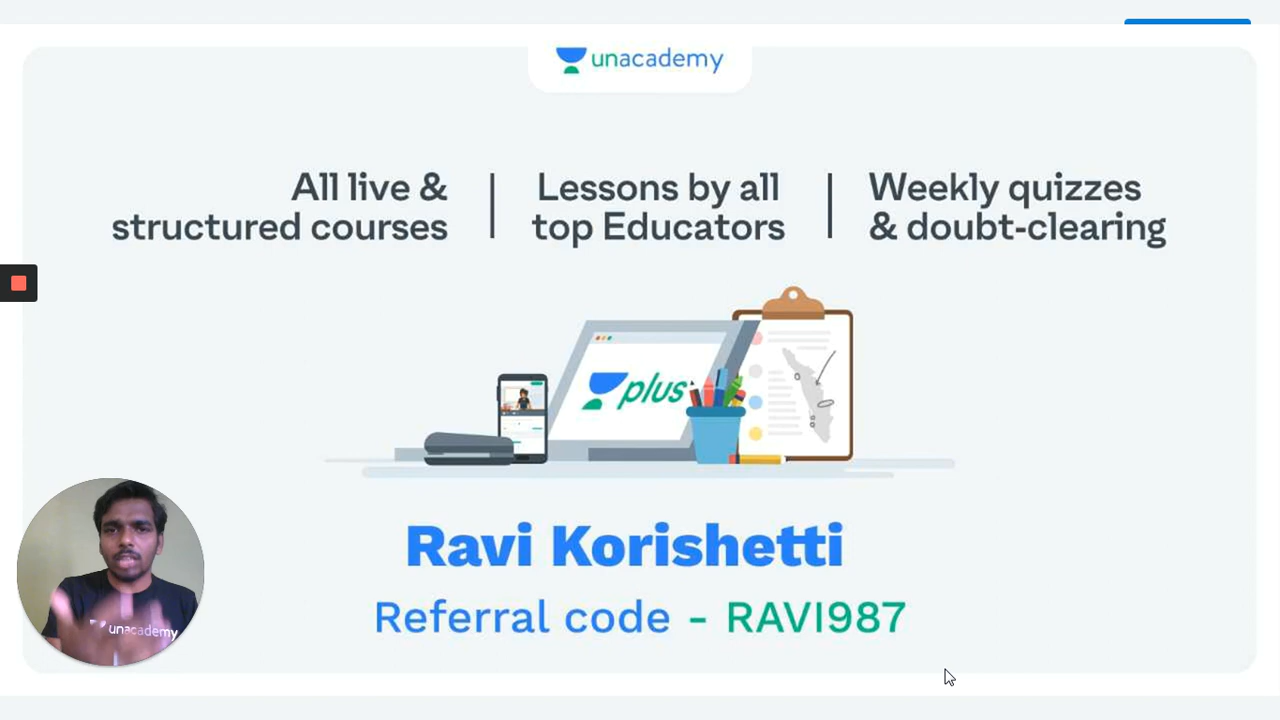 unacademy
All live &
structured courses
Lessons by all
top Educators
Weekly quizzes
& doubt-clearing
plus
Ravi Korishetti
Referral code - RAVI987
unacademy